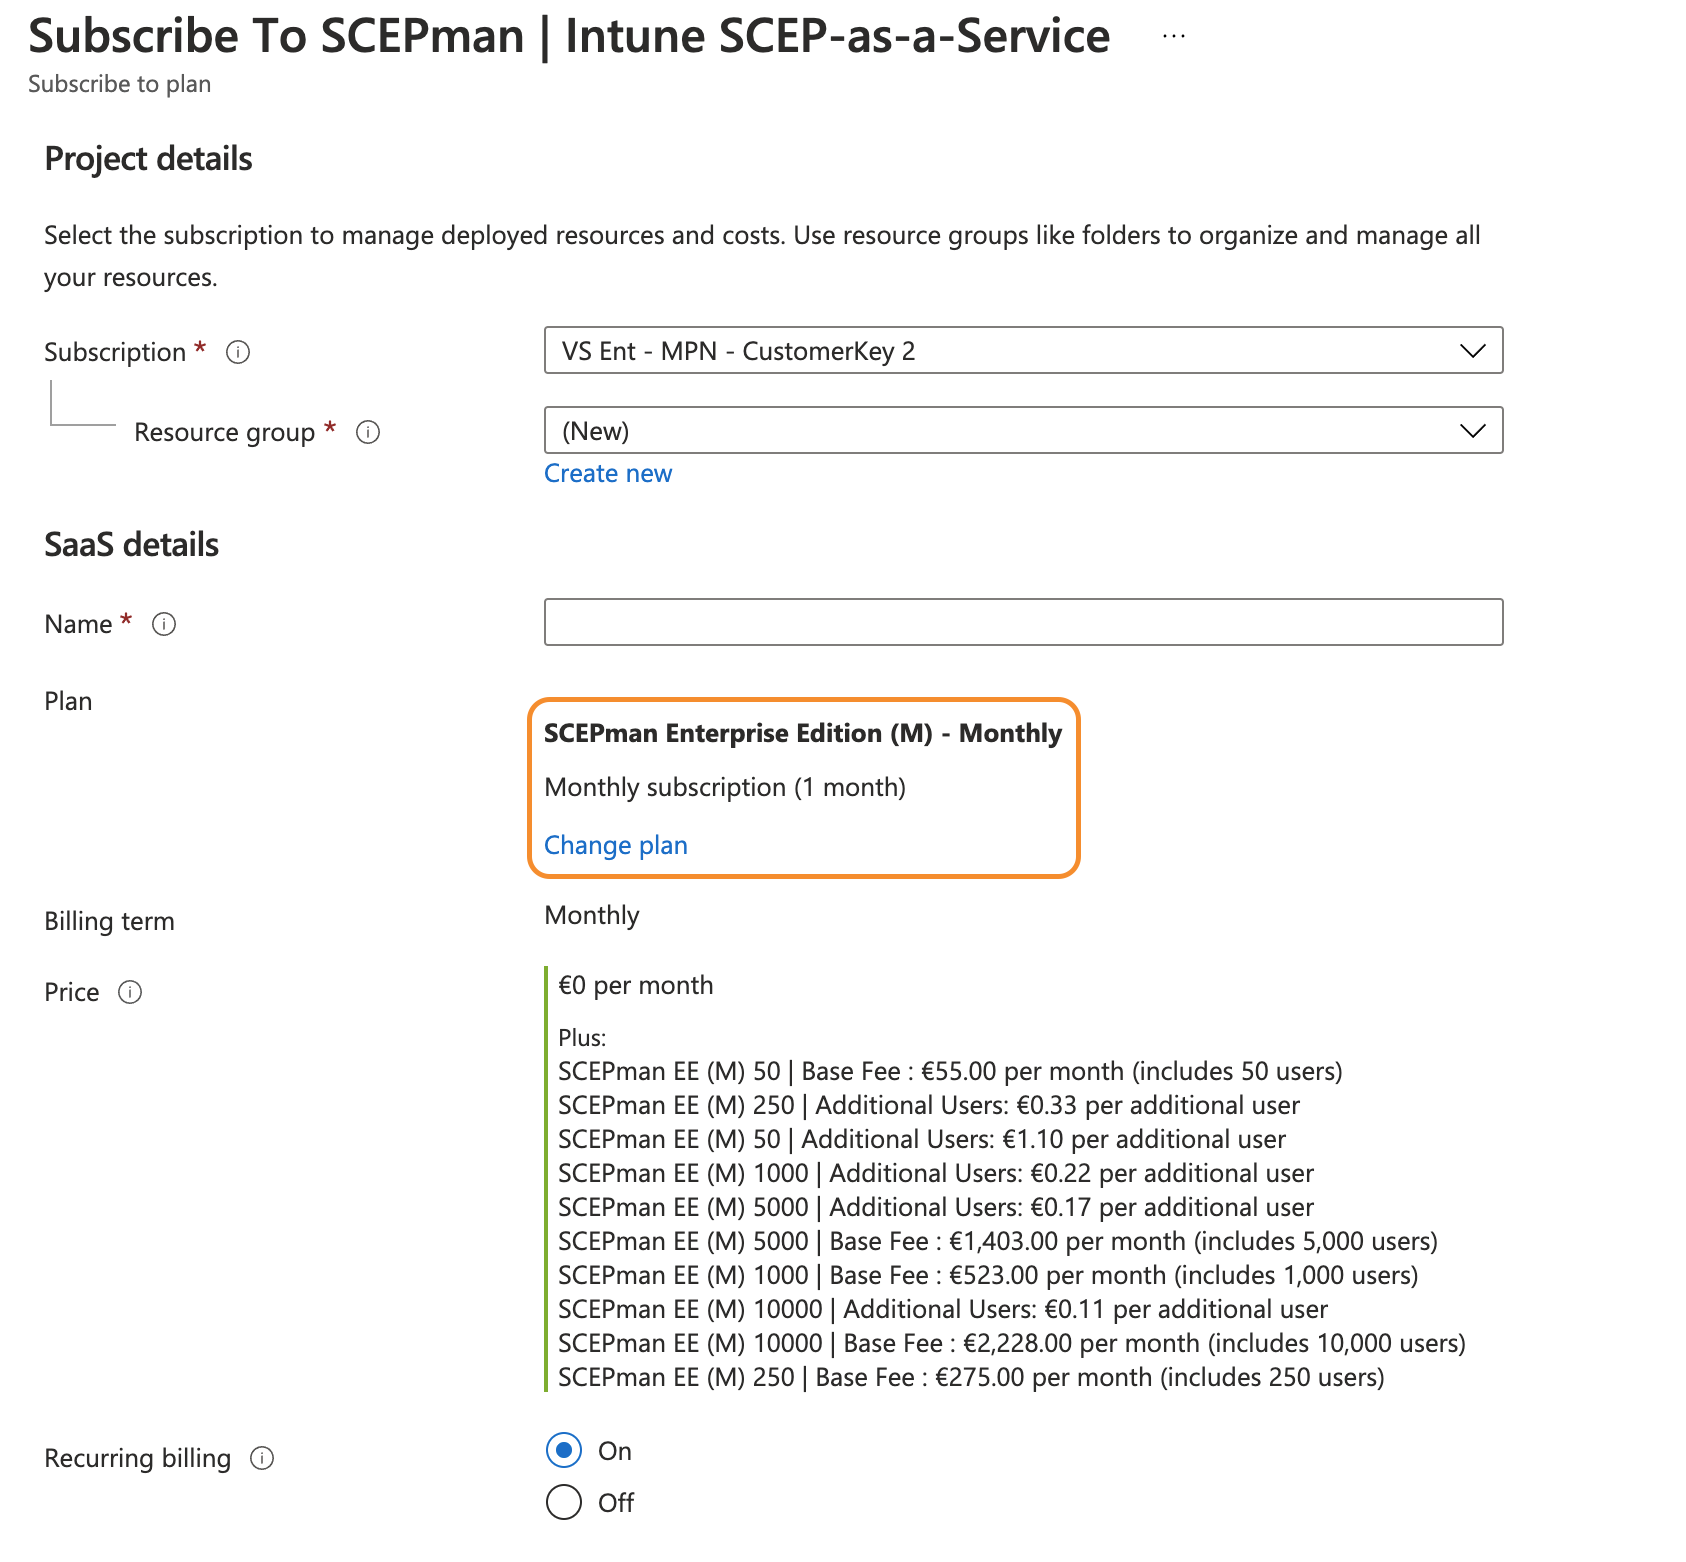 Subscribe To SCEPman | Intune SCEP-as-a-Service ...
Subscribe to plan
Project details
Select the subscription to manage deployed resources and costs. Use resource groups like folders to organize and manage all
your resources.
Subscription *
VS Ent - MPN - CustomerKey 2
Resource group *
(New)
Create new
SaaS details
Name *
Plan
SCEPman Enterprise Edition (M) - Monthly
Monthly subscription (1 month)
Change plan
Billing term
Monthly
Price
€0 per month
Plus:
SCEPman EE (M) 50 | Base Fee : €55.00 per month (includes 50 users)
SCEPman EE (M) 250 | Additional Users: €0.33 per additional user
SCEPman EE (M) 50 | Additional Users: €1.10 per additional user
SCEPman EE (M) 1000 | Additional Users: €0.22 per additional user
SCEPman EE (M) 5000 | Additional Users: €0.17 per additional user
SCEPman EE (M) 5000 | Base Fee : €1,403.00 per month (includes 5,000 users)
SCEPman EE (M) 1000 | Base Fee : €523.00 per month (includes 1,000 users)
SCEPman EE (M) 10000 | Additional Users: €0.11 per additional user
SCEPman EE (M) 10000 | Base Fee : €2,228.00 per month (includes 10,000 users)
SCEPman EE (M) 250 | Base Fee : €275.00 per month (includes 250 users)
Recurring billing
On
Off